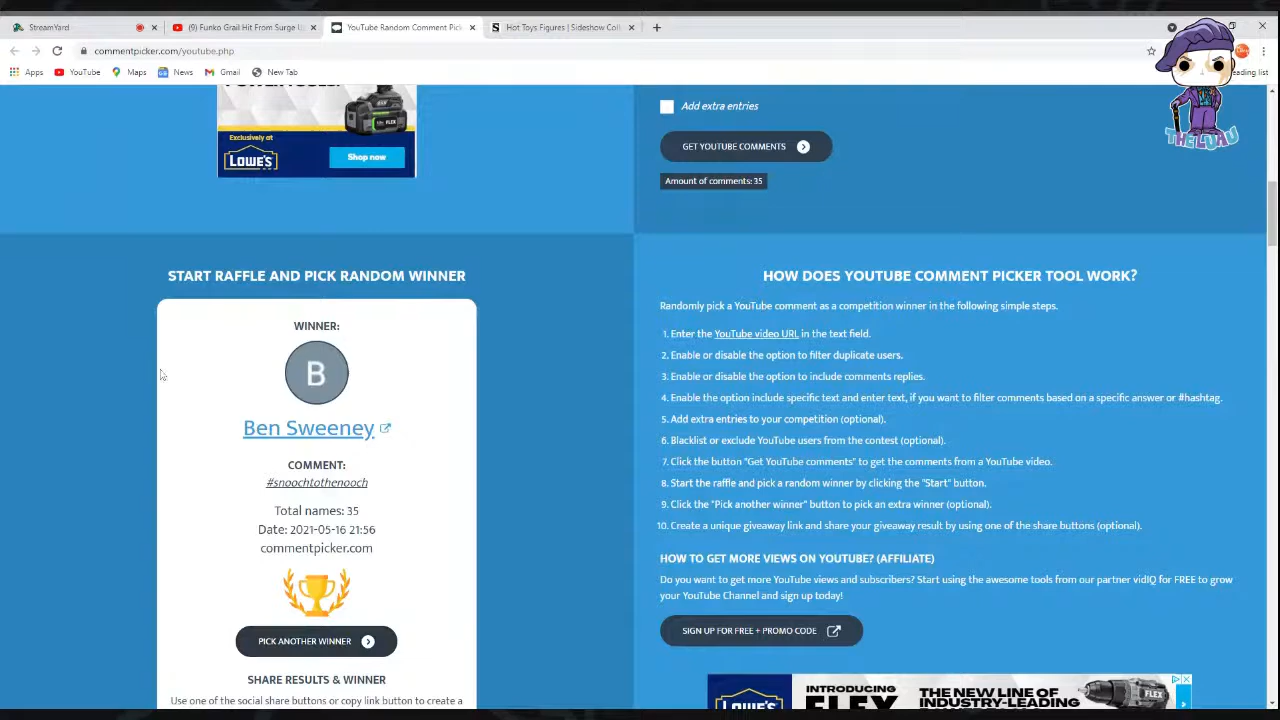 StreamYard
(9) Funko Grail Hit From Surge U
YouTube Random Comment Pic
Hot Toys Figures | Sideshow Coll
commentpicker.com/youtube.php
Apps
YouTube
Maps
News
Gmail
New Tab
eading list
THE LULU
Exclusively at
LOWE'S
Shop now
Add extra entries
GET YOUTUBE COMMENTS
Amount of comments: 35
START RAFFLE AND PICK RANDOM WINNER
WINNER:
B
Ben Sweeney
COMMENT:
#snoochtothenooch
Total names: 35
Date: 2021-05-16 21:56
commentpicker.com
PICK ANOTHER WINNER
SHARE RESULTS & WINNER
Use one of the social share buttons or copy link button to create a
HOW DOES YOUTUBE COMMENT PICKER TOOL WORK?
Randomly pick a YouTube comment as a competition winner in the following simple steps.
1. Enter the YouTube video URL in the text field.
2. Enable or disable the option to filter duplicate users.
3. Enable or disable the option to include comments replies.
4. Enable the option include specific text and enter text, if you want to filter comments based on a specific answer or #hashtag.
5. Add extra entries to your competition (optional).
6. Blacklist or exclude YouTube users from the contest (optional).
7. Click the button "Get YouTube comments" to get the comments from a YouTube video.
8. Start the raffle and pick a random winner by clicking the "Start" button.
9. Click the "Pick another winner" button to pick an extra winner (optional).
10. Create a unique giveaway link and share your giveaway result by using one of the share buttons (optional).
HOW TO GET MORE VIEWS ON YOUTUBE? (AFFILIATE)
Do you want to get more YouTube views and subscribers? Start using the awesome tools from our partner vidIQ for FREE to grow
your YouTube Channel and sign up today!
SIGN UP FOR FREE + PROMO CODE
LOWE'S
INTRODUCING
FLEX
THE NEW LINE OF
INDUSTRY-LEADING
FLEX